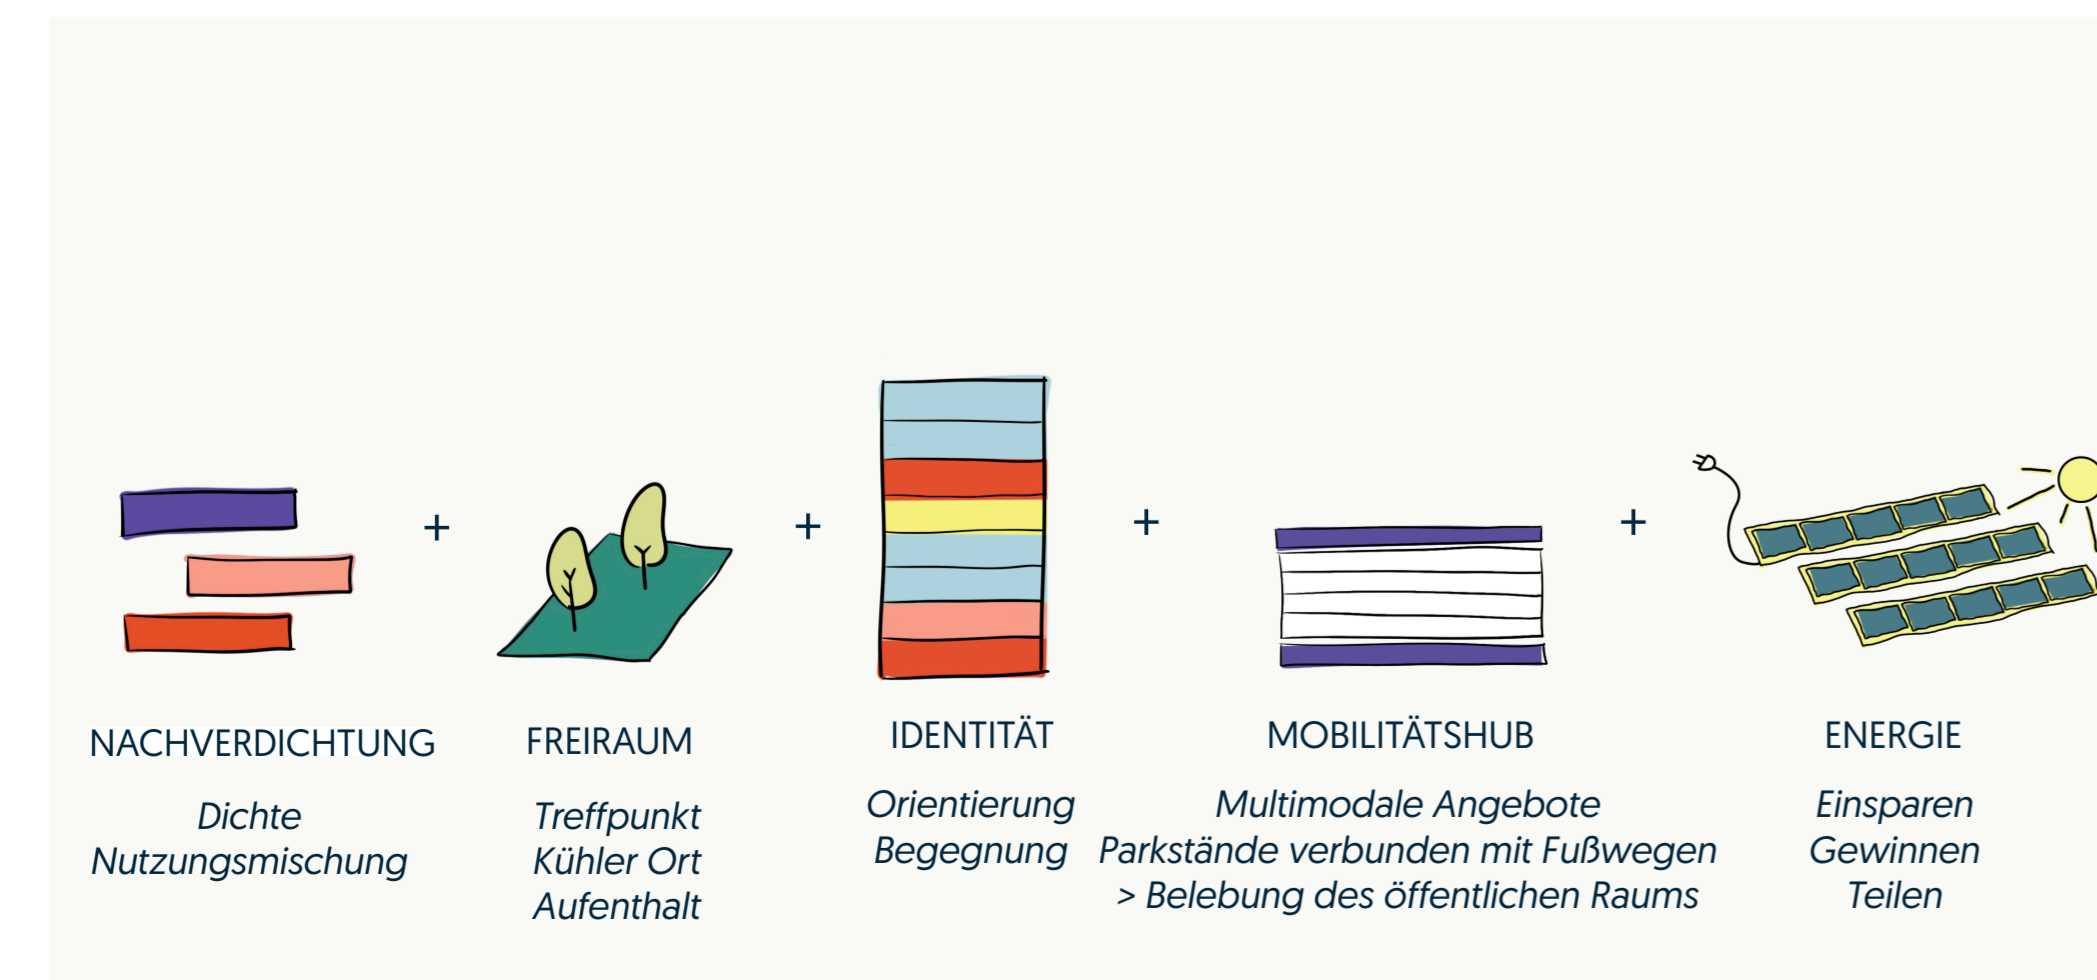 +
+
+
+
NACHVERDICHTUNG
Dichte
Nutzungsmischung
FREIRAUM
Treffpunkt
Kühler Ort
Aufenthalt
IDENTITÄT
Orientierung
Begegnung
MOBILITÄTSHUB
Multimodale Angebote
Parkstände verbunden mit Fußwegen
> Belebung des öffentlichen Raums
ENERGIE
Einsparen
Gewinnen
Teilen